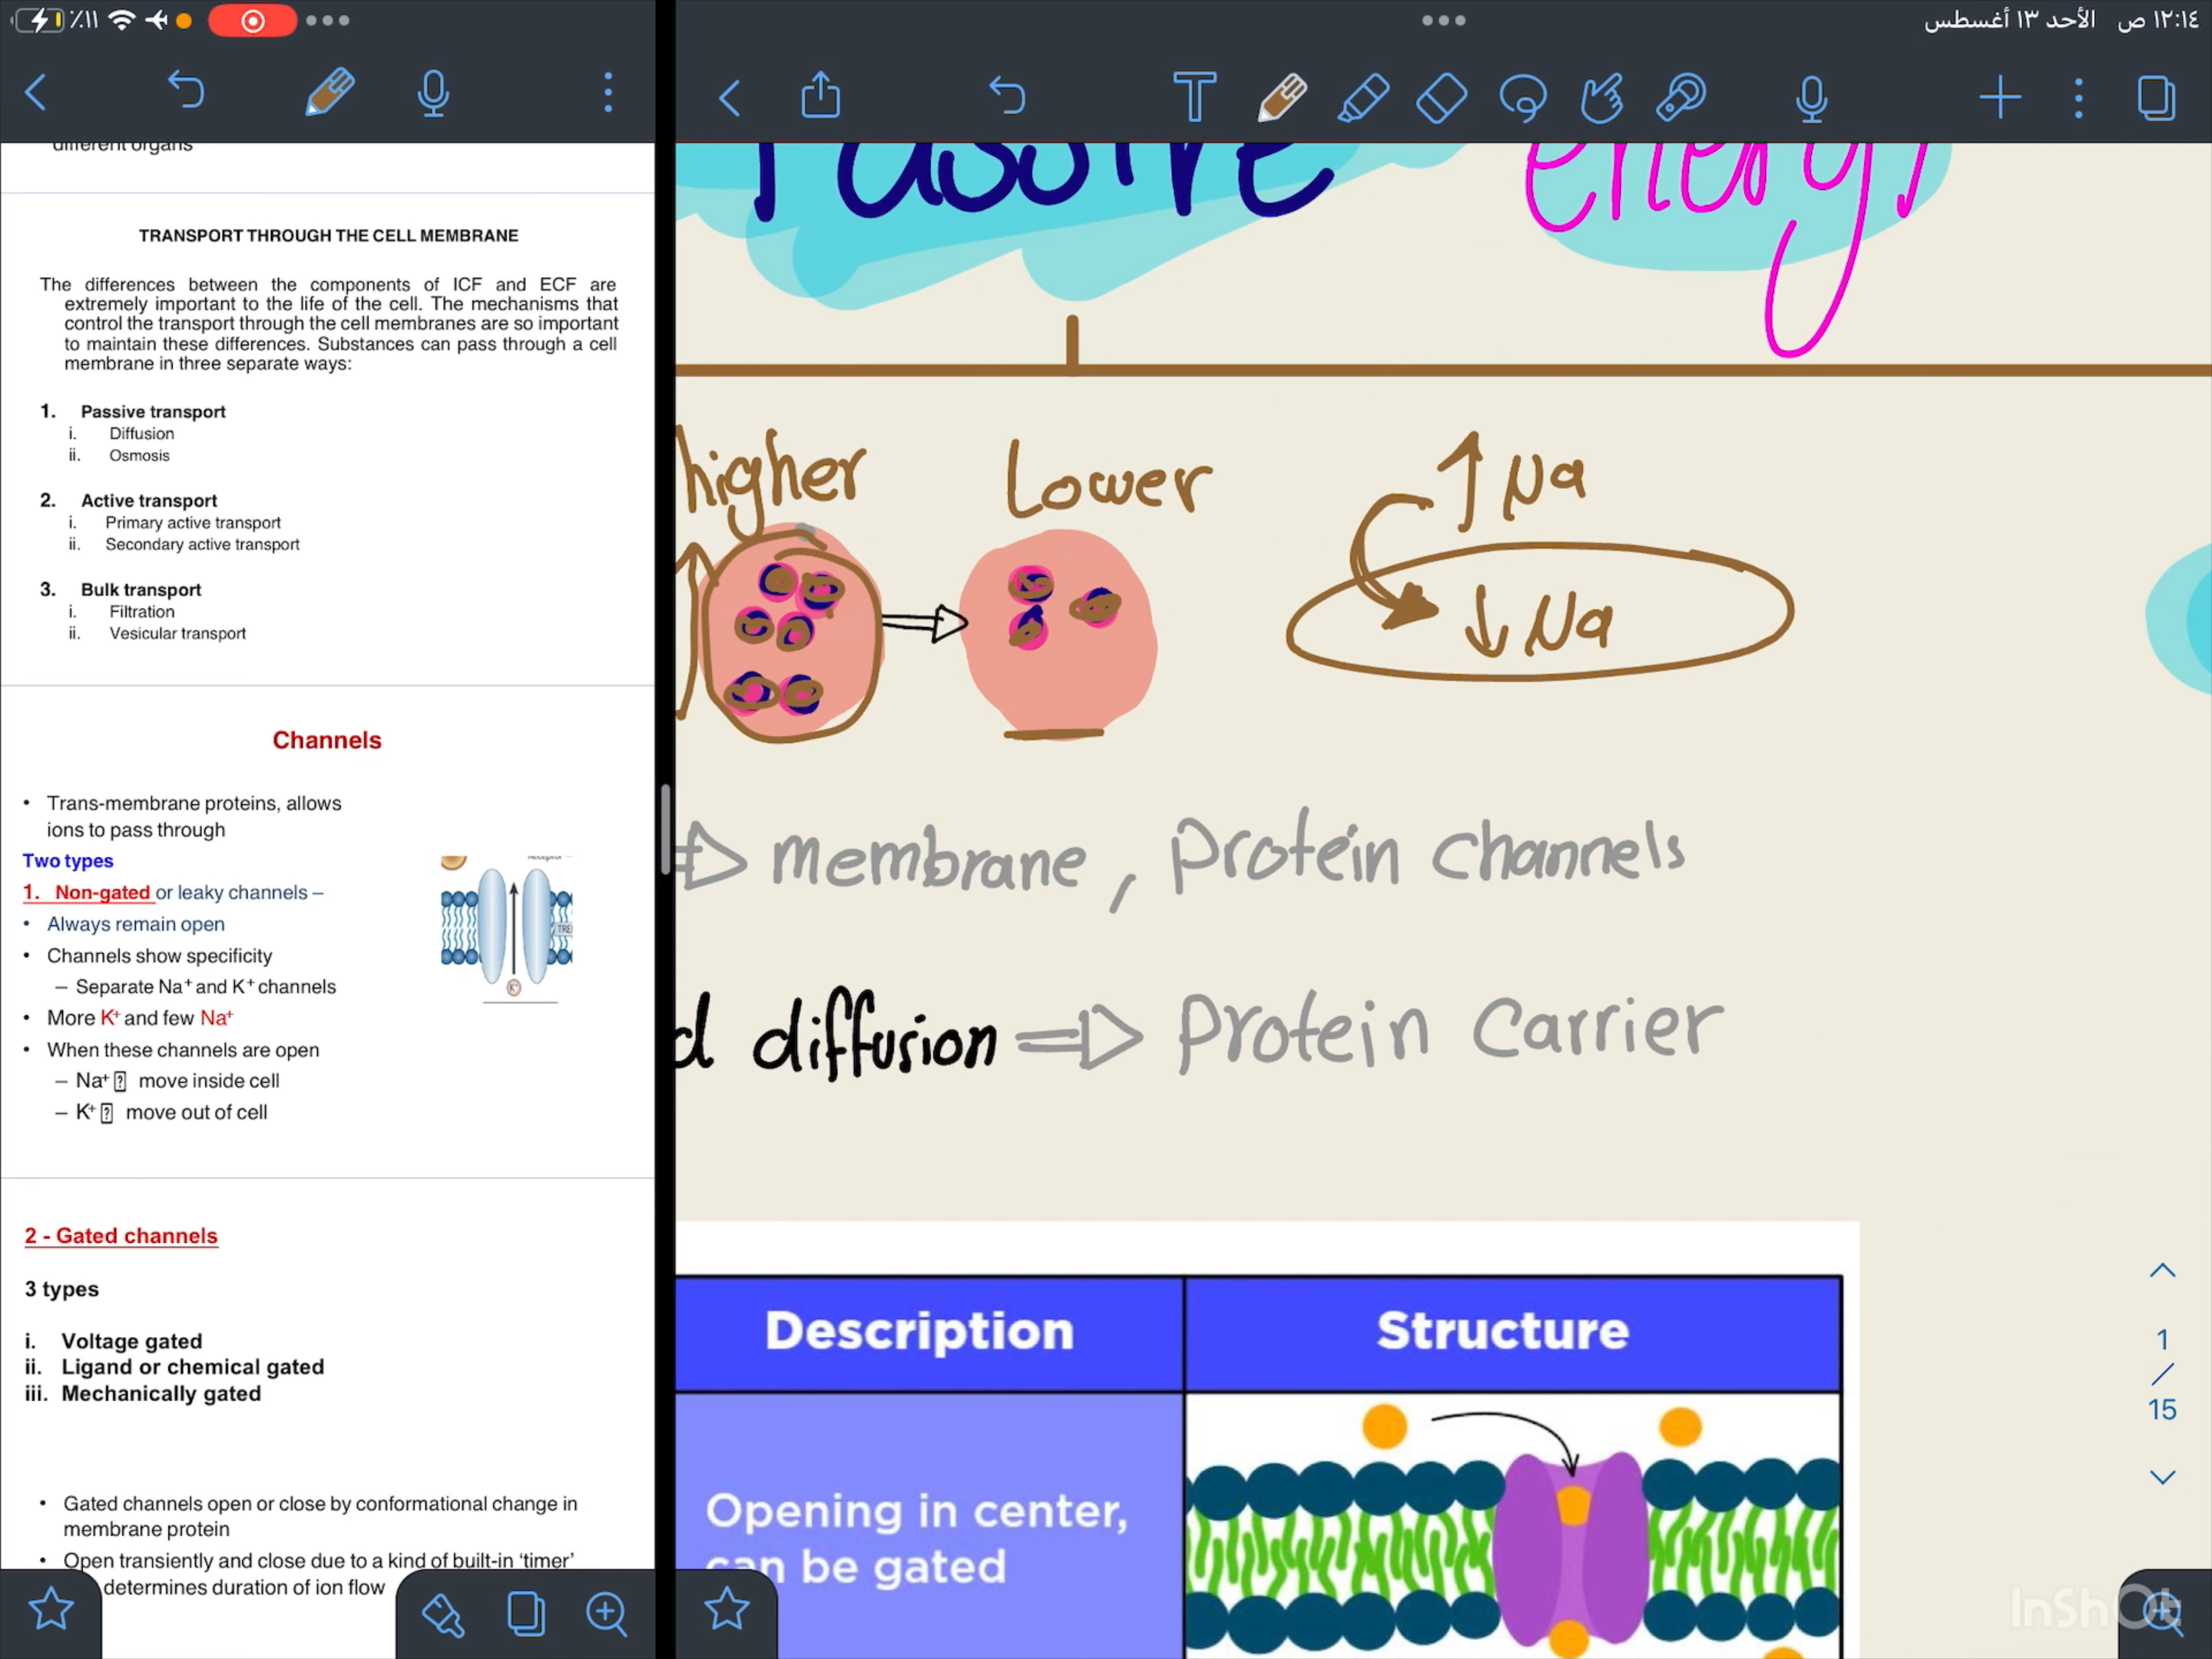 ٪١١
١٢:١٤ ص الأحد ١٣ أغسطس
different organs
TRANSPORT THROUGH THE CELL MEMBRANE
The differences between the components of ICF and ECF are
extremely important to the life of the cell. The mechanisms that
control the transport through the cell membranes are so important
to maintain these differences. Substances can pass through a cell
membrane in three separate ways:
1. Passive transport
i. Diffusion
ii. Osmosis
2. Active transport
i. Primary active transport
ii. Secondary active transport
3. Bulk transport
i. Filtration
ii. Vesicular transport
Channels
• Trans-membrane proteins, allows
ions to pass through
Two types
1. Non-gated or leaky channels –
• Always remain open
• Channels show specificity
– Separate Na⁺ and K⁺ channels
• More K⁺ and few Na⁺
• When these channels are open
– Na⁺ move inside cell
– K⁺ move out of cell
TRE
K
2 - Gated channels
3 types
i. Voltage gated
ii. Ligand or chemical gated
iii. Mechanically gated
• Gated channels open or close by conformational change in
membrane protein
• Open transiently and close due to a kind of built-in ‘timer’
determines duration of ion flow
Passive energy
higher Lower ↑ Na
↓ Na
⇒ membrane, Protein channels
d diffusion ⇒ Protein Carrier
Description Structure
Opening in center,
can be gated
1
/
15
InShOt